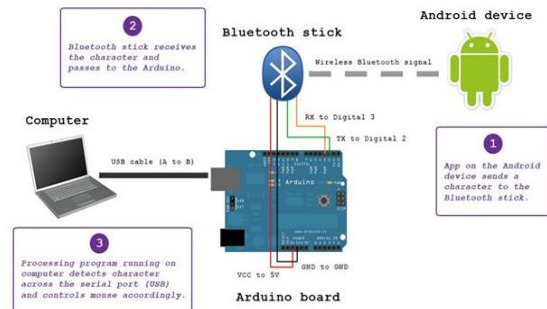 2
Bluetooth stick receives
the character and
passes to the Arduino.
Bluetooth stick
Android device
Wireless Bluetooth signal
RX to Digital 3
TX to Digital 2
Computer
USB cable (A to B)
Arduino
1
App on the Android
device sends a
character to the
Bluetooth stick.
3
Processing program running on
computer detects character
across the serial port (USB)
and controls mouse accordingly.
VCC to 5V
GND to GND
Arduino board